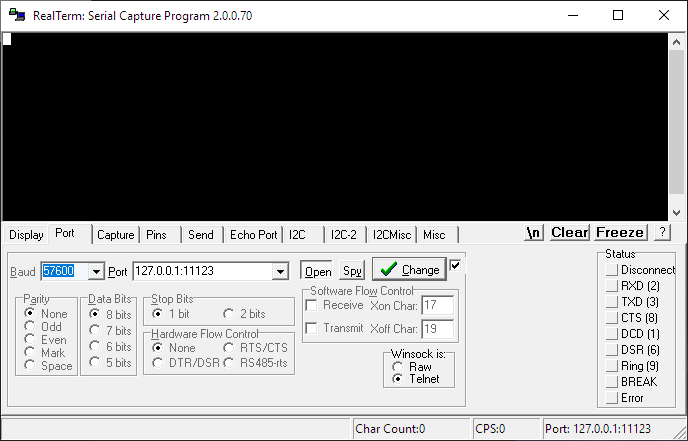 RealTerm: Serial Capture Program 2.0.0.70
Display Port Capture Pins Send Echo Port I2C I2C-2 I2CMisc Misc \n Clear Freeze ?
Baud 57600 Port 127.0.0.1:11123 Open Spy Change
Parity
None
Odd
Even
Mark
Space
Data Bits
8 bits
7 bits
6 bits
5 bits
Stop Bits
1 bit 2 bits
Hardware Flow Control
None RTS/CTS
DTR/DSR RS485-rts
Software Flow Control
Receive Xon Char: 17
Transmit Xoff Char: 19
Winsock is:
Raw
Telnet
Status
Disconnect
RXD (2)
TXD (3)
CTS (8)
DCD (1)
DSR (6)
Ring (9)
BREAK
Error
Char Count:0 CPS:0 Port: 127.0.0.1:11123